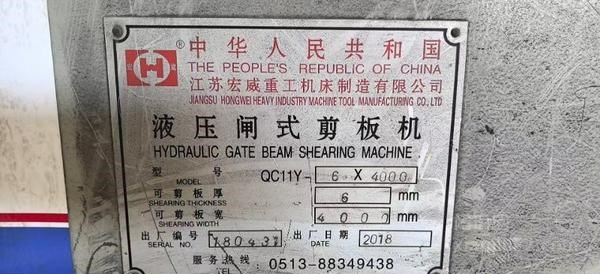 中华人民共和国
THE PEOPLE'S REPUBLIC OF CHINA
宏 H 威 ®
江苏宏威重工机床制造有限公司
JIANGSU HONGWEI HEAVY INDUSTRY MACHINE TOOL MANUFACTURING CO., LTD
液压闸式剪板机
HYDRAULIC GATE BEAM SHEARING MACHINE
型 号 QC11Y- 6 X 4000
MODEL
可剪板厚 6 mm
SHEARING THICKNESS
可剪板宽 4000 mm
SHEARING WIDTH
出厂编号 180431 出厂日期 2018
SERIAL NO. DATE
服务热线 0513-88349438
TEL